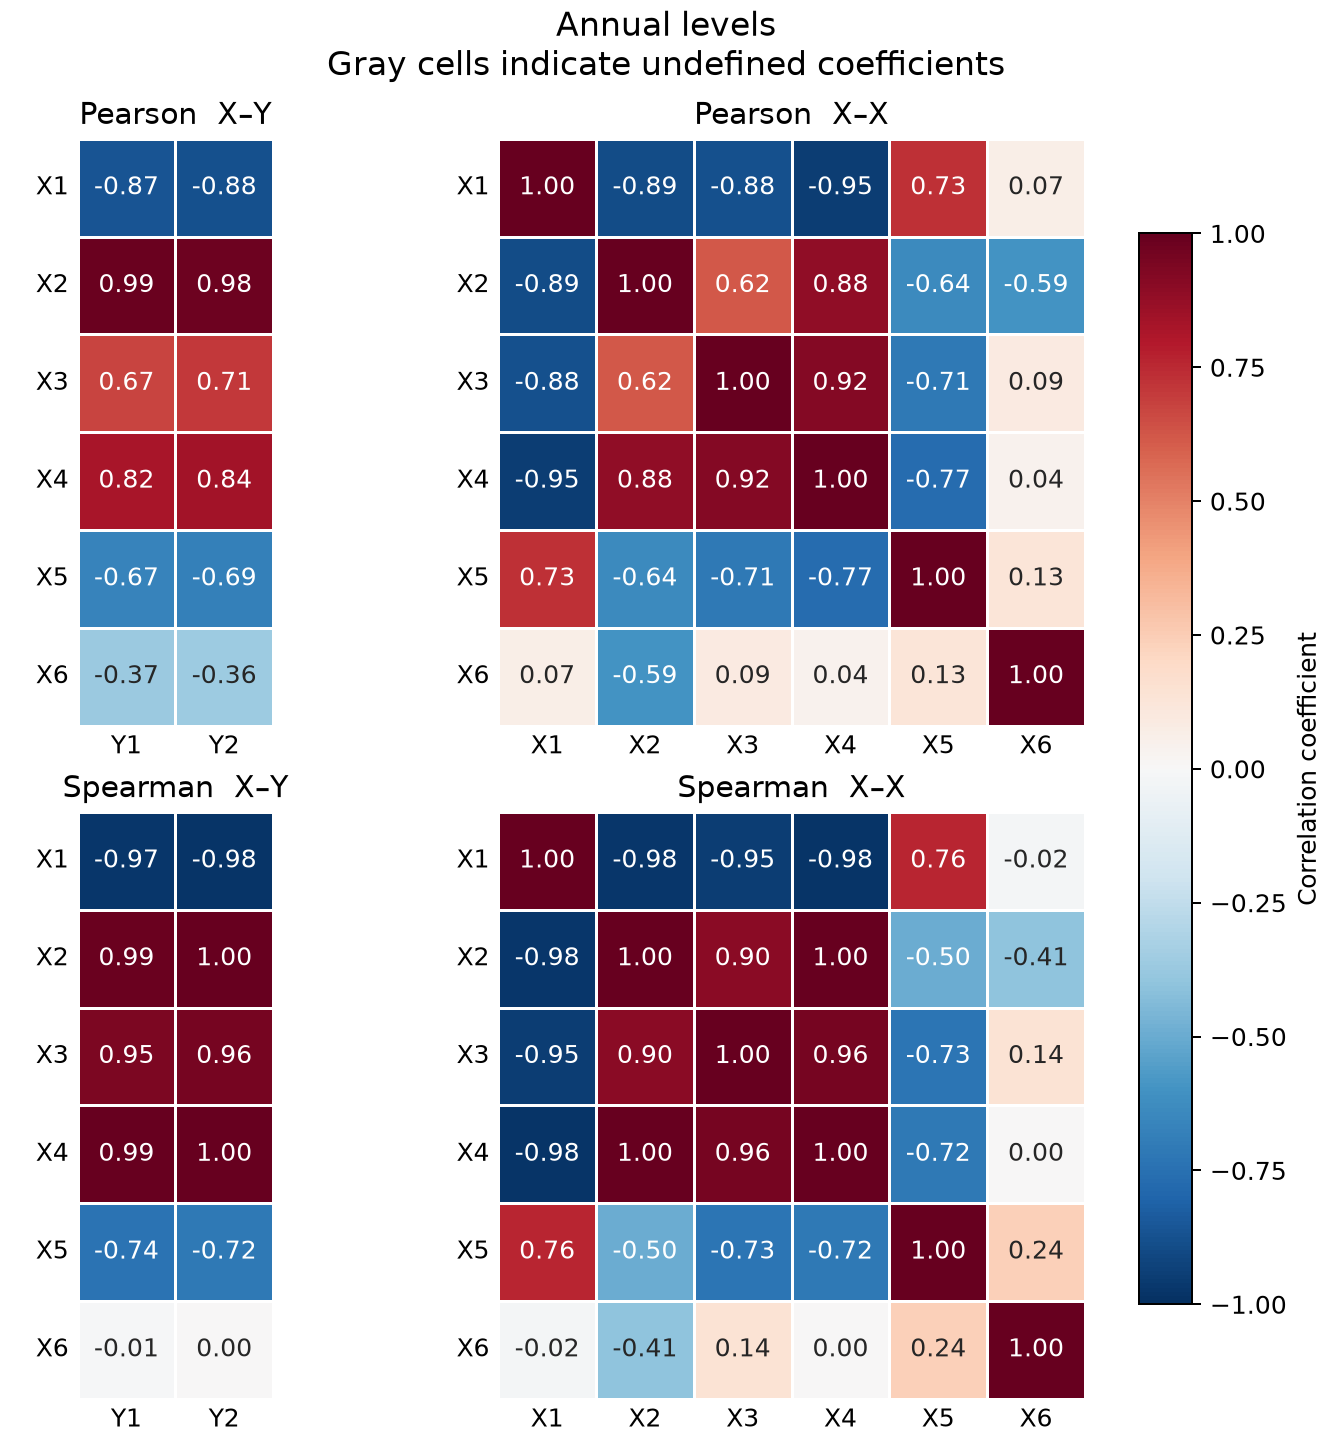 Annual levels
Gray cells indicate undefined coefficients
Pearson X–Y
X1 -0.87 -0.88
X2 0.99 0.98
X3 0.67 0.71
X4 0.82 0.84
X5 -0.67 -0.69
X6 -0.37 -0.36
Y1 Y2
Pearson X–X
X1 1.00 -0.89 -0.88 -0.95 0.73 0.07
X2 -0.89 1.00 0.62 0.88 -0.64 -0.59
X3 -0.88 0.62 1.00 0.92 -0.71 0.09
X4 -0.95 0.88 0.92 1.00 -0.77 0.04
X5 0.73 -0.64 -0.71 -0.77 1.00 0.13
X6 0.07 -0.59 0.09 0.04 0.13 1.00
X1 X2 X3 X4 X5 X6
Spearman X–Y
X1 -0.97 -0.98
X2 0.99 1.00
X3 0.95 0.96
X4 0.99 1.00
X5 -0.74 -0.72
X6 -0.01 0.00
Y1 Y2
Spearman X–X
X1 1.00 -0.98 -0.95 -0.98 0.76 -0.02
X2 -0.98 1.00 0.90 1.00 -0.50 -0.41
X3 -0.95 0.90 1.00 0.96 -0.73 0.14
X4 -0.98 1.00 0.96 1.00 -0.72 0.00
X5 0.76 -0.50 -0.73 -0.72 1.00 0.24
X6 -0.02 -0.41 0.14 0.00 0.24 1.00
X1 X2 X3 X4 X5 X6
1.00
0.75
0.50
0.25
0.00
−0.25
−0.50
−0.75
−1.00
Correlation coefficient